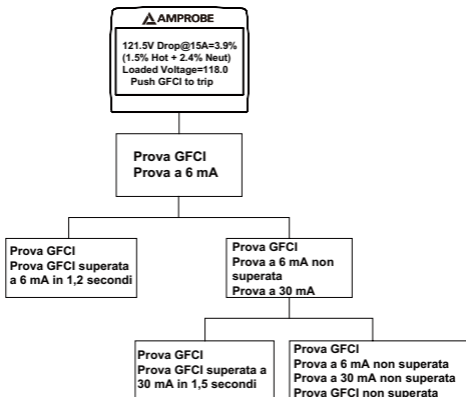 AMPROBE
121.5V Drop@15A=3.9%
(1.5% Hot + 2.4% Neut)
Loaded Voltage=118.0
Push GFCI to trip
Prova GFCI
Prova a 6 mA
Prova GFCI
Prova GFCI superata
a 6 mA in 1,2 secondi
Prova GFCI
Prova a 6 mA non
superata
Prova a 30 mA
Prova GFCI
Prova GFCI superata a
30 mA in 1,5 secondi
Prova GFCI
Prova a 6 mA non superata
Prova a 30 mA non superata
Prova GFCI non superata